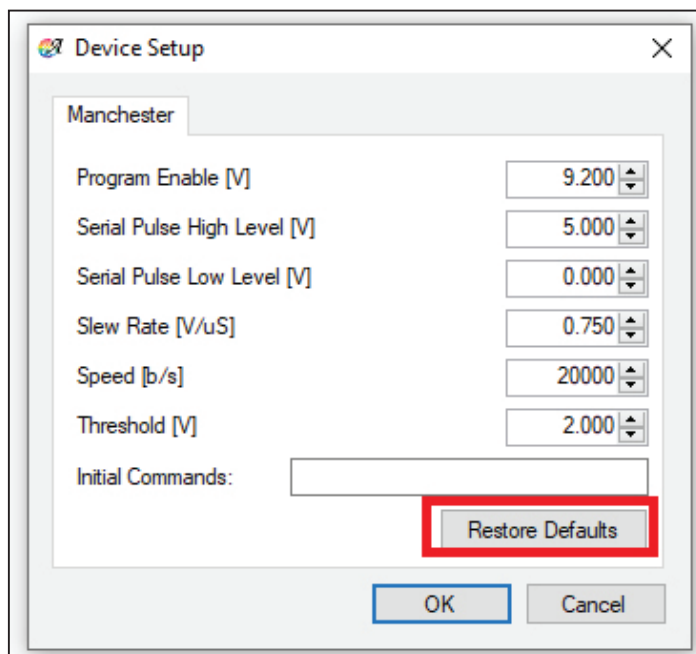 Device Setup
Manchester
Program Enable [V] 9.200
Serial Pulse High Level [V] 5.000
Serial Pulse Low Level [V] 0.000
Slew Rate [V/uS] 0.750
Speed [b/s] 20000
Threshold [V] 2.000
Initial Commands:
Restore Defaults
OK Cancel